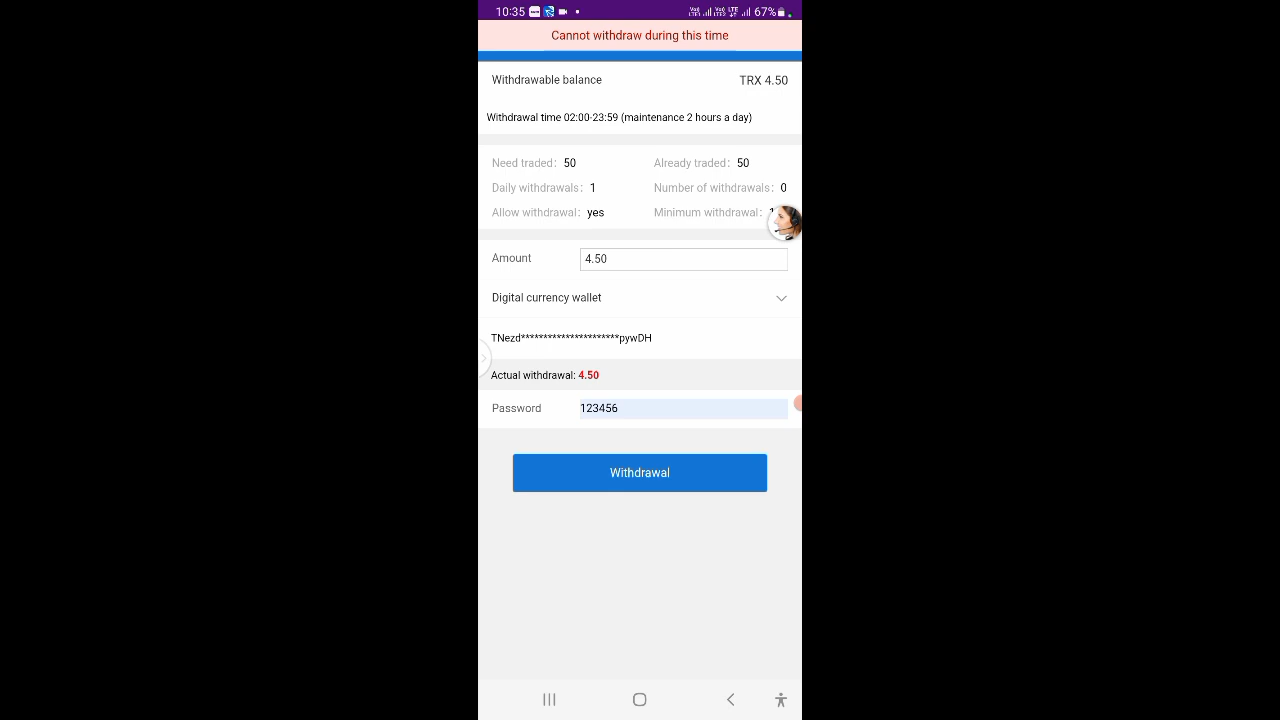 10:35 67%
Cannot withdraw during this time
Withdrawable balance TRX 4.50
Withdrawal time 02:00-23:59 (maintenance 2 hours a day)
Need traded: 50 Already traded: 50
Daily withdrawals: 1 Number of withdrawals: 0
Allow withdrawal: yes Minimum withdrawal:
Amount 4.50
Digital currency wallet
TNezd**********************pywDH
Actual withdrawal: 4.50
Password 123456
Withdrawal